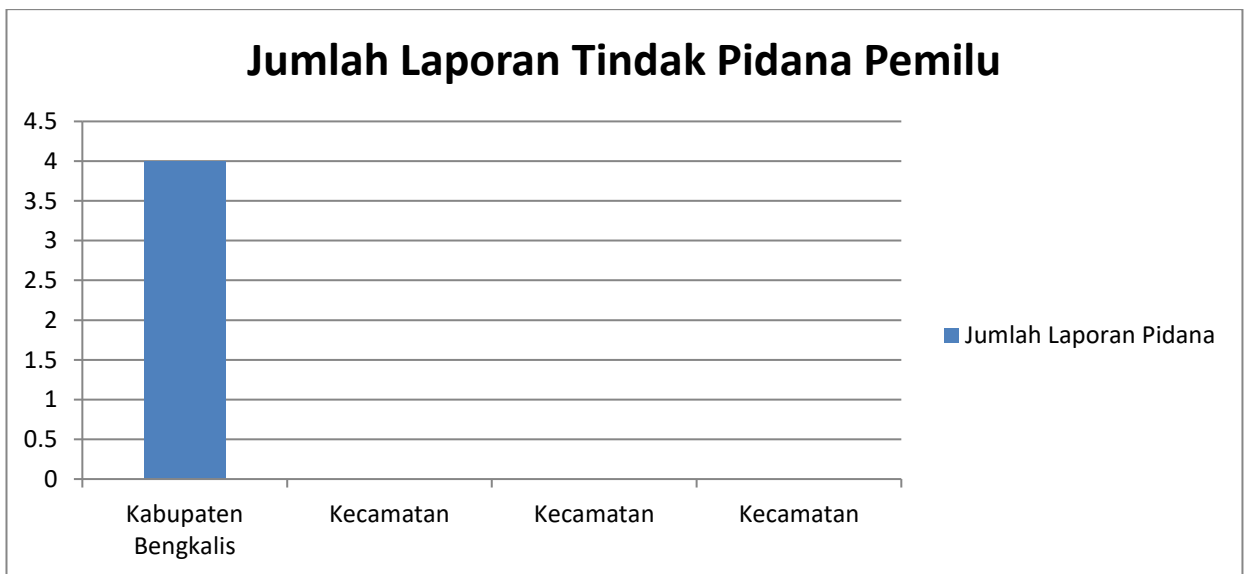 Jumlah Laporan Tindak Pidana Pemilu
4.5
4
3.5
3
2.5
2
1.5
1
0.5
0
Kabupaten
Bengkalis
Kecamatan
Kecamatan
Kecamatan
Jumlah Laporan Pidana